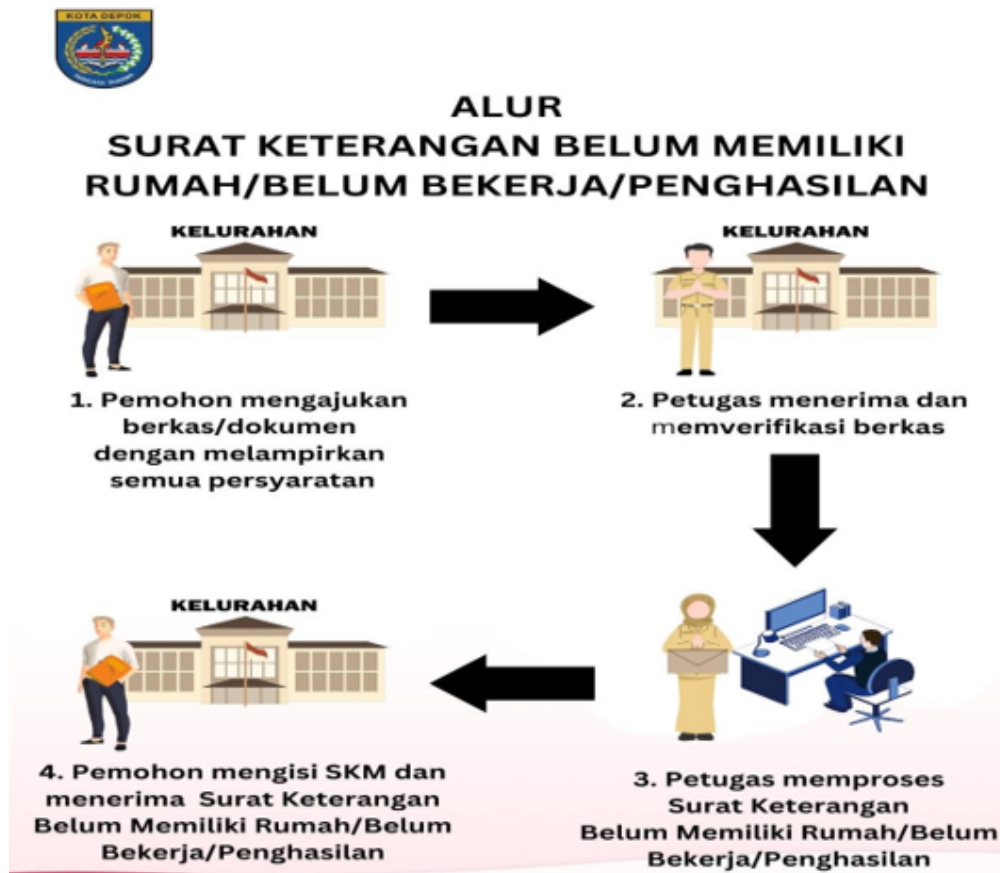 KOTA DEPOK
ALUR
SURAT KETERANGAN BELUM MEMILIKI
RUMAH/BELUM BEKERJA/PENGHASILAN
KELURAHAN
1. Pemohon mengajukan
berkas/dokumen
dengan melampirkan
semua persyaratan
KELURAHAN
2. Petugas menerima dan
memverifikasi berkas
3. Petugas memproses
Surat Keterangan
Belum Memiliki Rumah/Belum
Bekerja/Penghasilan
KELURAHAN
4. Pemohon mengisi SKM dan
menerima Surat Keterangan
Belum Memiliki Rumah/Belum
Bekerja/Penghasilan